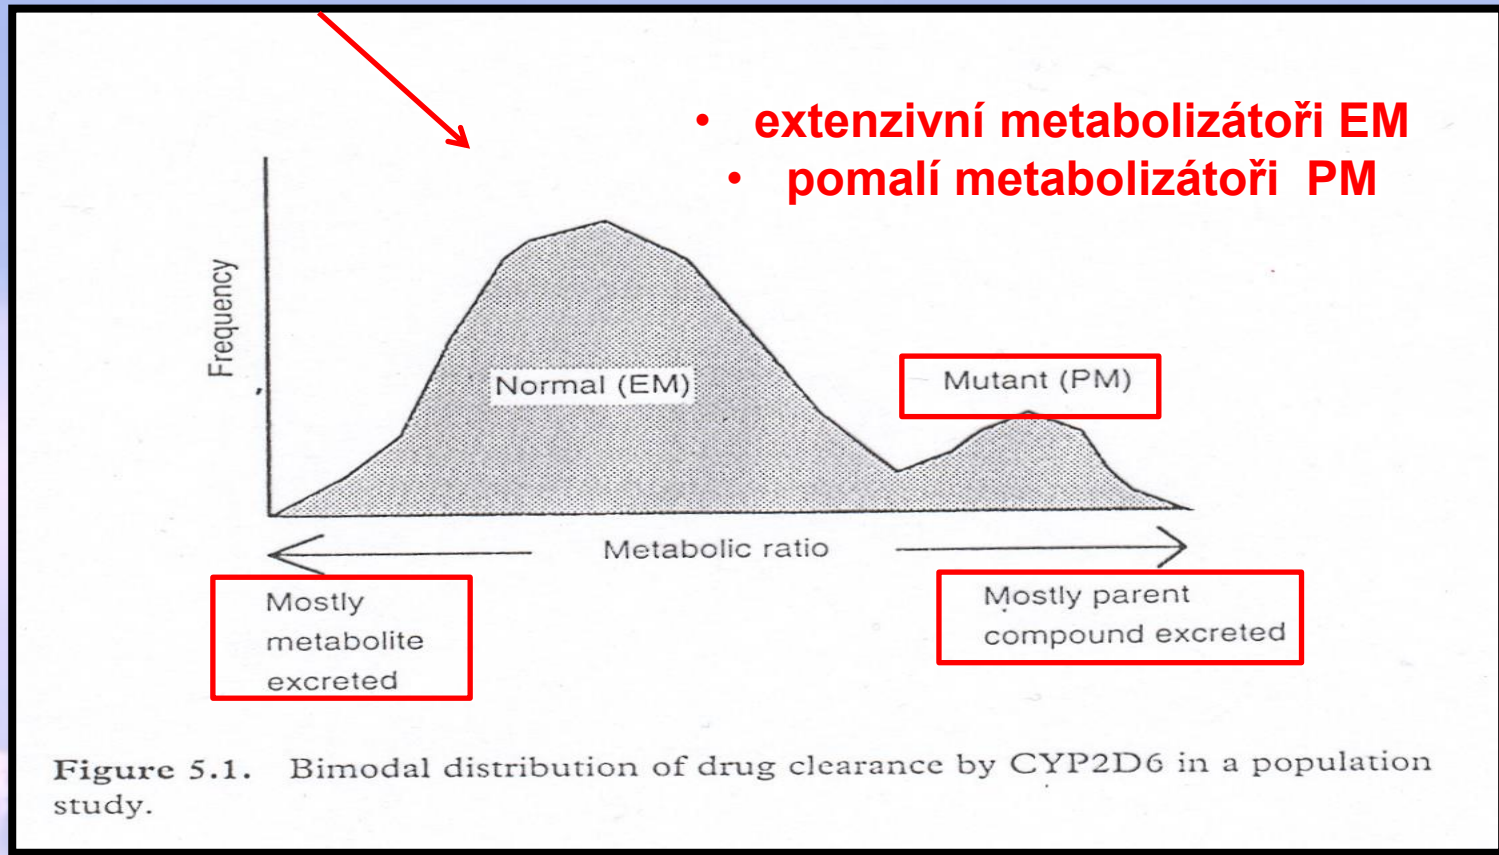 • extenzivní metabolizátoři EM
• pomalí metabolizátoři PM
Frequency
Normal (EM)
Mutant (PM)
Metabolic ratio
Mostly
metabolite
excreted
Mostly parent
compound excreted
Figure 5.1. Bimodal distribution of drug clearance by CYP2D6 in a population
study.